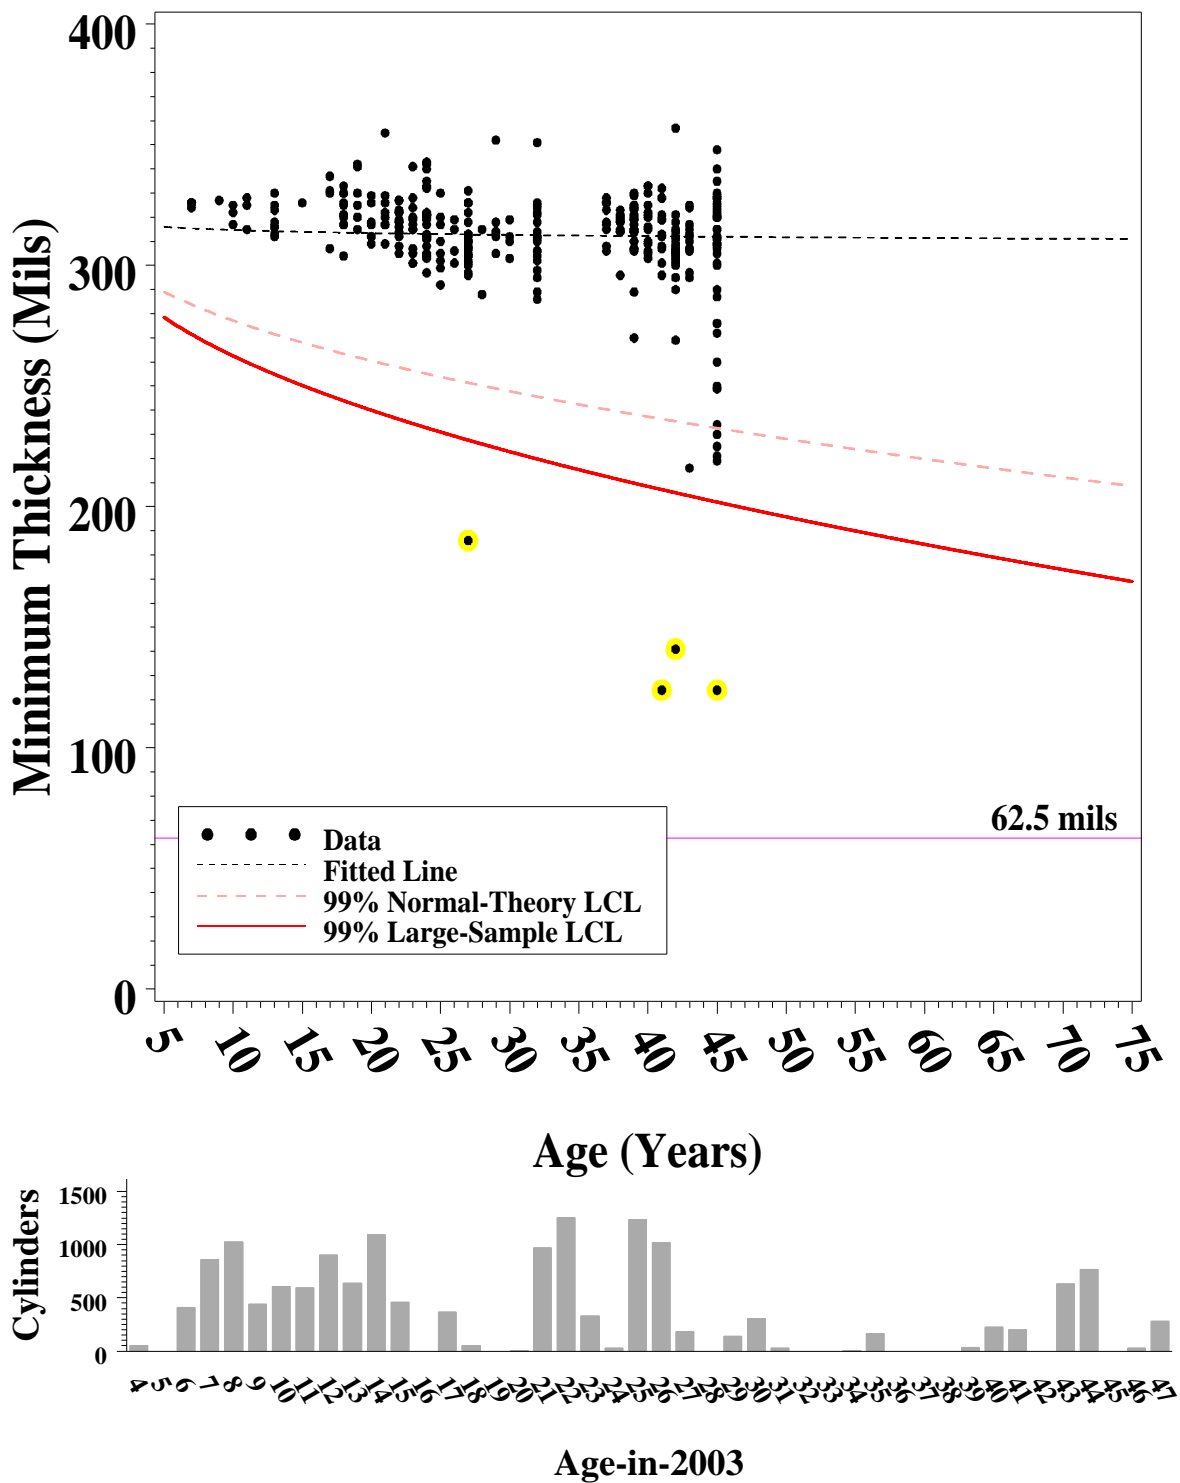 Minimum Thickness (Mils)
400
300
200
100
0
62.5 mils
Data
Fitted Line
99% Normal-Theory LCL
99% Large-Sample LCL
5 10 15 20 25 30 35 40 45 50 55 60 65 70 75
Age (Years)
Cylinders
1500
1000
500
0
4 5 6 7 8 9 10 11 12 13 14 15 16 17 18 19 20 21 22 23 24 25 26 27 28 29 30 31 32 33 34 35 36 37 38 39 40 41 42 43 44 45 46 47
Age-in-2003